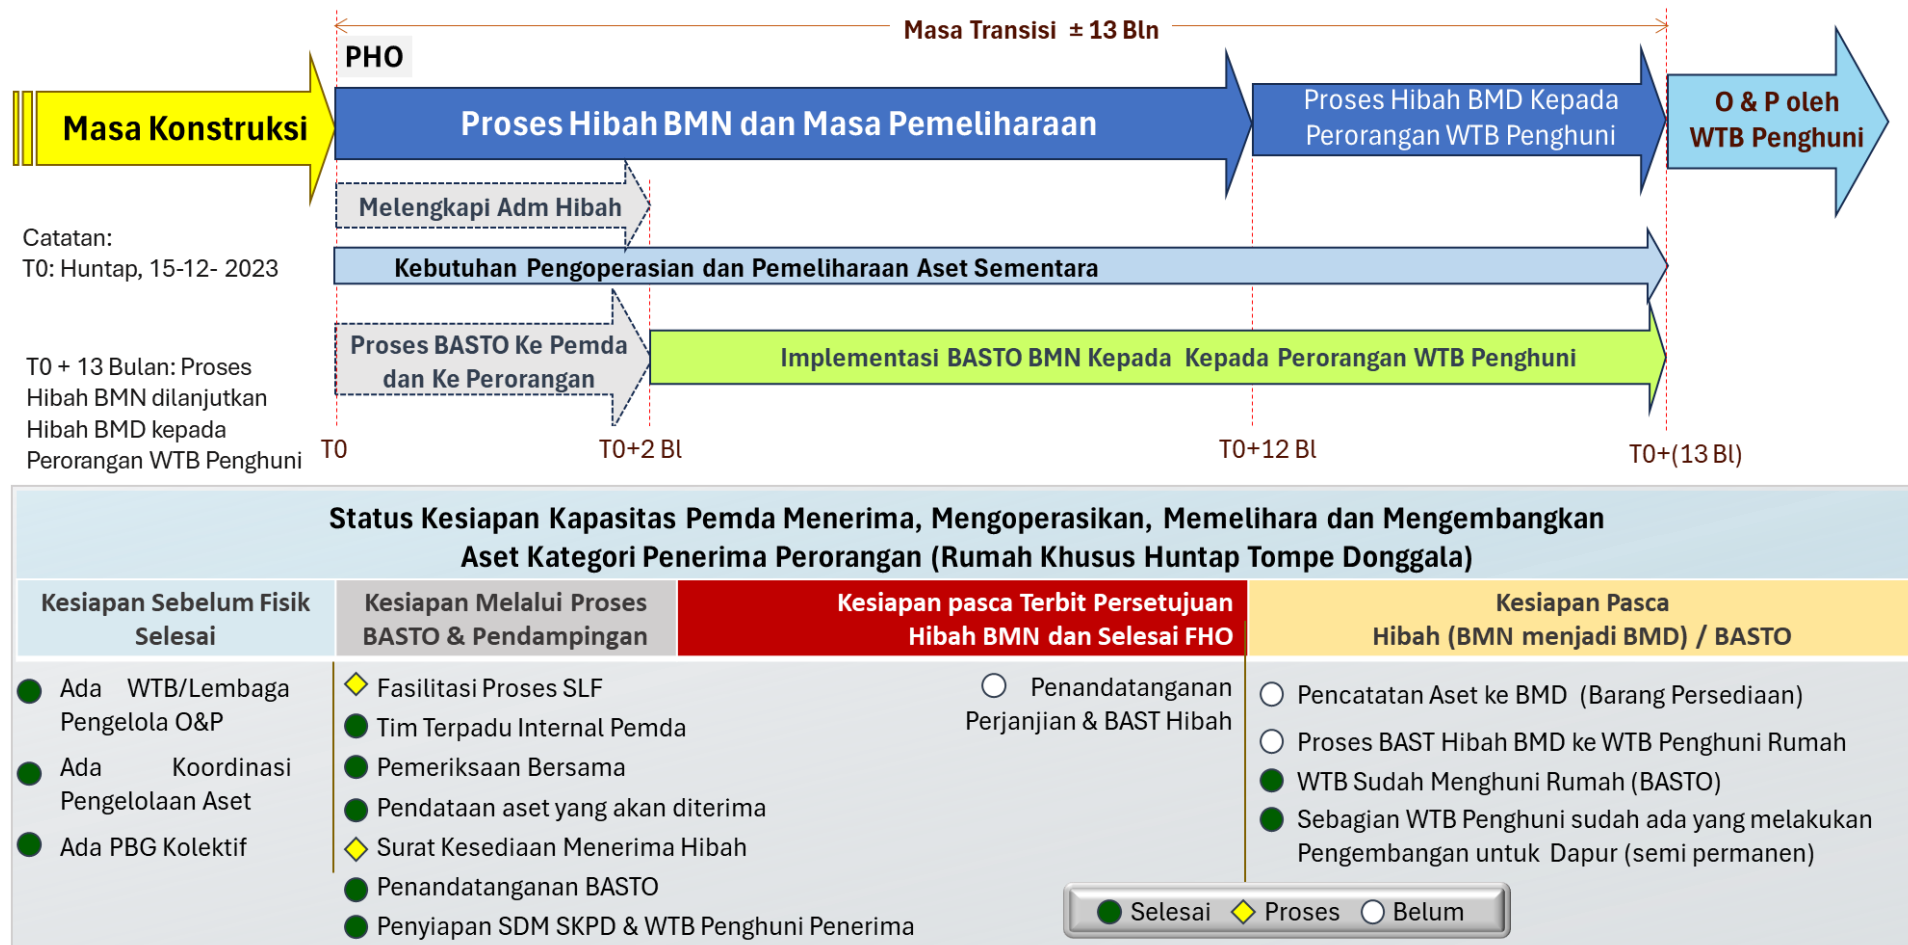 Masa Transisi ± 13 Bln
PHO
Masa Konstruksi
Proses Hibah BMN dan Masa Pemeliharaan
Proses Hibah BMD Kepada
Perorangan WTB Penghuni
O & P oleh
WTB Penghuni
Melengkapi Adm Hibah
Catatan:
T0: Huntap, 15-12- 2023
Kebutuhan Pengoperasian dan Pemeliharaan Aset Sementara
Proses BASTO Ke Pemda
dan Ke Perorangan
Implementasi BASTO BMN Kepada Kepada Perorangan WTB Penghuni
T0 + 13 Bulan: Proses
Hibah BMN dilanjutkan
Hibah BMD kepada
Perorangan WTB Penghuni
T0
T0+2 Bl
T0+12 Bl
T0+(13 Bl)
Status Kesiapan Kapasitas Pemda Menerima, Mengoperasikan, Memelihara dan Mengembangkan
Aset Kategori Penerima Perorangan (Rumah Khusus Huntap Tompe Donggala)
Kesiapan Sebelum Fisik
Selesai
Kesiapan Melalui Proses
BASTO & Pendampingan
Kesiapan pasca Terbit Persetujuan
Hibah BMN dan Selesai FHO
Kesiapan Pasca
Hibah (BMN menjadi BMD) / BASTO
Ada WTB/Lembaga
Pengelola O&P
Ada Koordinasi
Pengelolaan Aset
Ada PBG Kolektif
Fasilitasi Proses SLF
Tim Terpadu Internal Pemda
Pemeriksaan Bersama
Pendataan aset yang akan diterima
Surat Kesediaan Menerima Hibah
Penandatanganan BASTO
Penyiapan SDM SKPD & WTB Penghuni Penerima
Penandatanganan
Perjanjian & BAST Hibah
Pencatatan Aset ke BMD (Barang Persediaan)
Proses BAST Hibah BMD ke WTB Penghuni Rumah
WTB Sudah Menghuni Rumah (BASTO)
Sebagian WTB Penghuni sudah ada yang melakukan
Pengembangan untuk Dapur (semi permanen)
Selesai Proses Belum